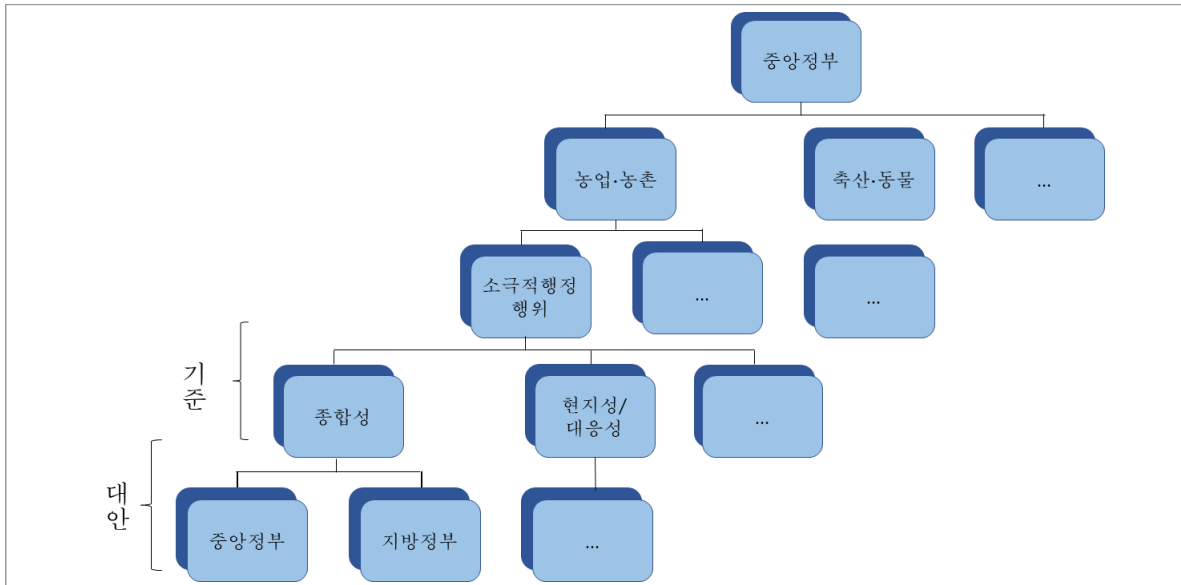 중앙정부
농업·농촌
축산·동물
...
소극적행정
행위
...
...
기
준
종합성
현지성/
대응성
...
대
안
중앙정부
지방정부
...